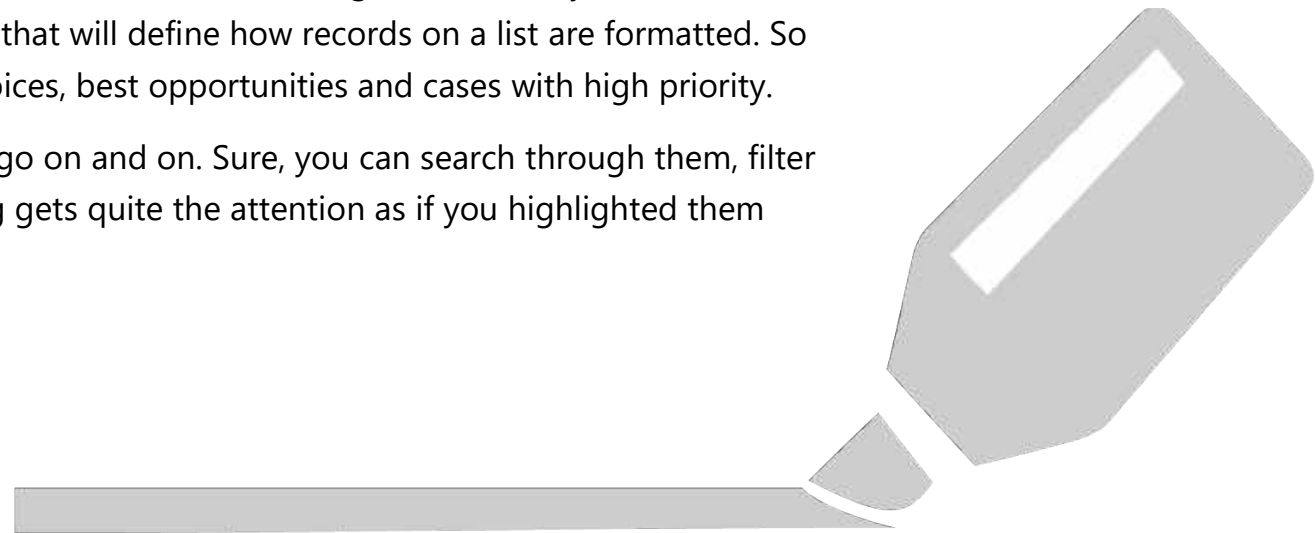 that will define how records on a list are formatted. So
ices, best opportunities and cases with high priority.
go on and on. Sure, you can search through them, filter
gets quite the attention as if you highlighted them